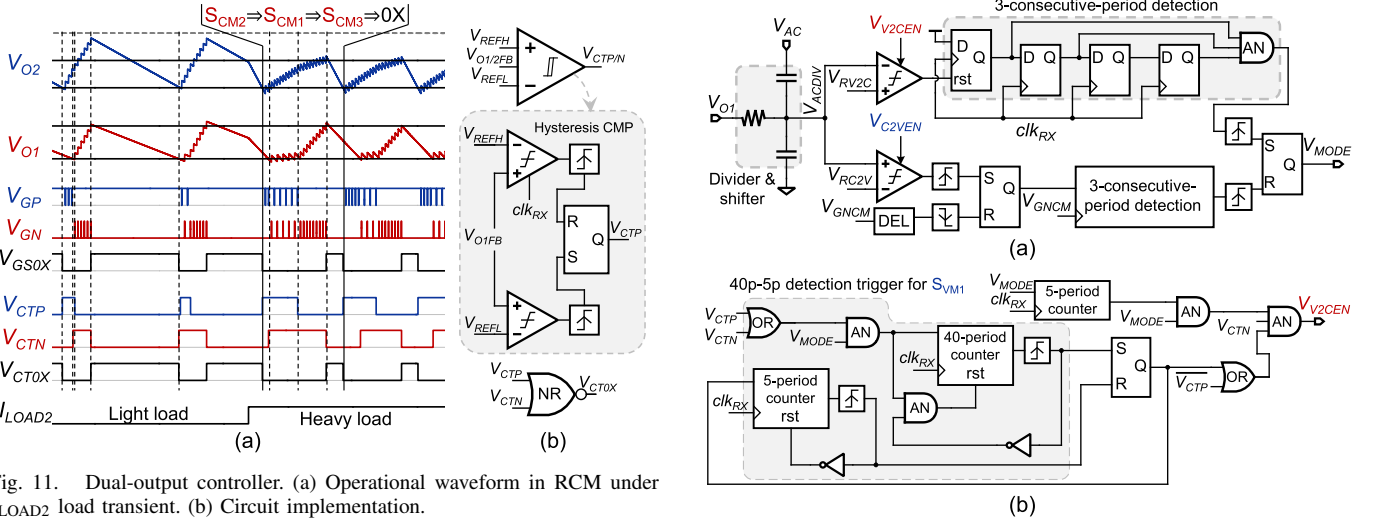 S_CM2⇒S_CM1⇒S_CM3⇒0X
V_O2
V_O1
V_GP
V_GN
V_GS0X
V_CTP
V_CTN
V_CT0X
I_LOAD2
Light load
Heavy load
(a)
V_REFH
V_O1/2FB
V_REFL
V_CTP/N
Hysteresis CMP
V_REFH
clk_RX
V_O1FB
R
Q
S
V_CTP
V_REFL
V_CTP
V_CTN
NR
V_CT0X
(b)
Fig. 11. Dual-output controller. (a) Operational waveform in RCM under
I_LOAD2 load transient. (b) Circuit implementation.
3-consecutive-period detection
V_AC
V_V2CEN
D
Q
rst
D Q
D Q
D Q
AN
V_O1
V_ACDIV
V_RV2C
clk_RX
V_C2VEN
Divider &
shifter
V_RC2V
V_GNCM
DEL
S
Q
R
V_GNCM
3-consecutive-
period detection
S
Q
R
V_MODE
(a)
40p-5p detection trigger for S_VM1
V_CTP
V_CTN
OR
V_MODE
AN
clk_RX
40-period
counter
rst
5-period
counter
rst
clk_RX
AN
V_MODE
clk_RX
5-period
counter
V_MODE
AN
V_CTN
AN
V_V2CEN
S
Q
R
V_CTP
OR
(b)